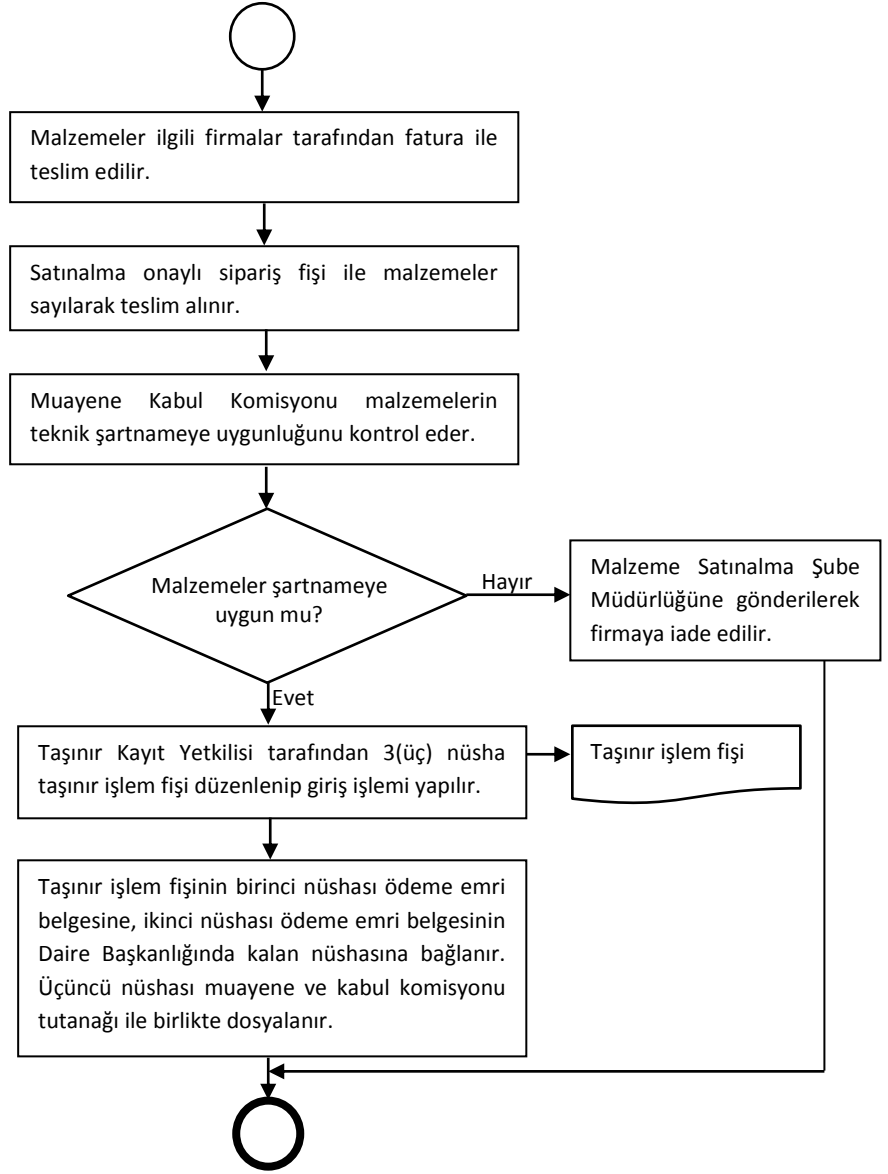 Malzemeler ilgili firmalar tarafından fatura ile
teslim edilir.
Satınalma onaylı sipariş fişi ile malzemeler
sayılarak teslim alınır.
Muayene Kabul Komisyonu malzemelerin
teknik şartnameye uygunluğunu kontrol eder.
Malzemeler şartnameye
uygun mu?
Hayır
Malzeme Satınalma Şube
Müdürlüğüne gönderilerek
firmaya iade edilir.
Evet
Taşınır Kayıt Yetkilisi tarafından 3(üç) nüsha
taşınır işlem fişi düzenlenip giriş işlemi yapılır.
Taşınır işlem fişi
Taşınır işlem fişinin birinci nüshası ödeme emri
belgesine, ikinci nüshası ödeme emri belgesinin
Daire Başkanlığında kalan nüshasına bağlanır.
Üçüncü nüshası muayene ve kabul komisyonu
tutanağı ile birlikte dosyalanır.